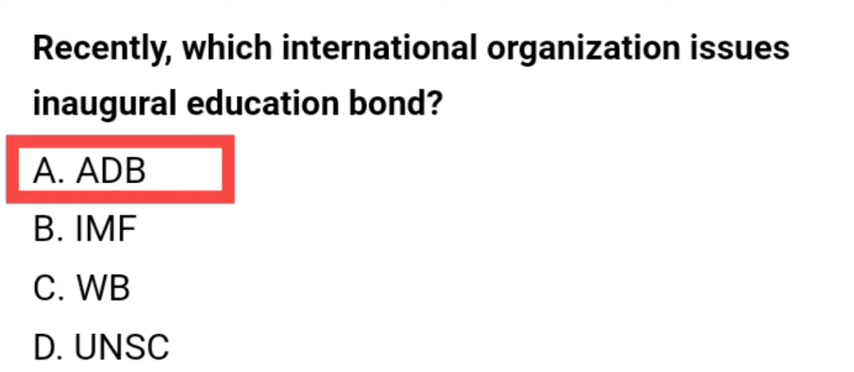 Recently, which international organization issues
inaugural education bond?
A. ADB
B. IMF
C. WB
D. UNSC